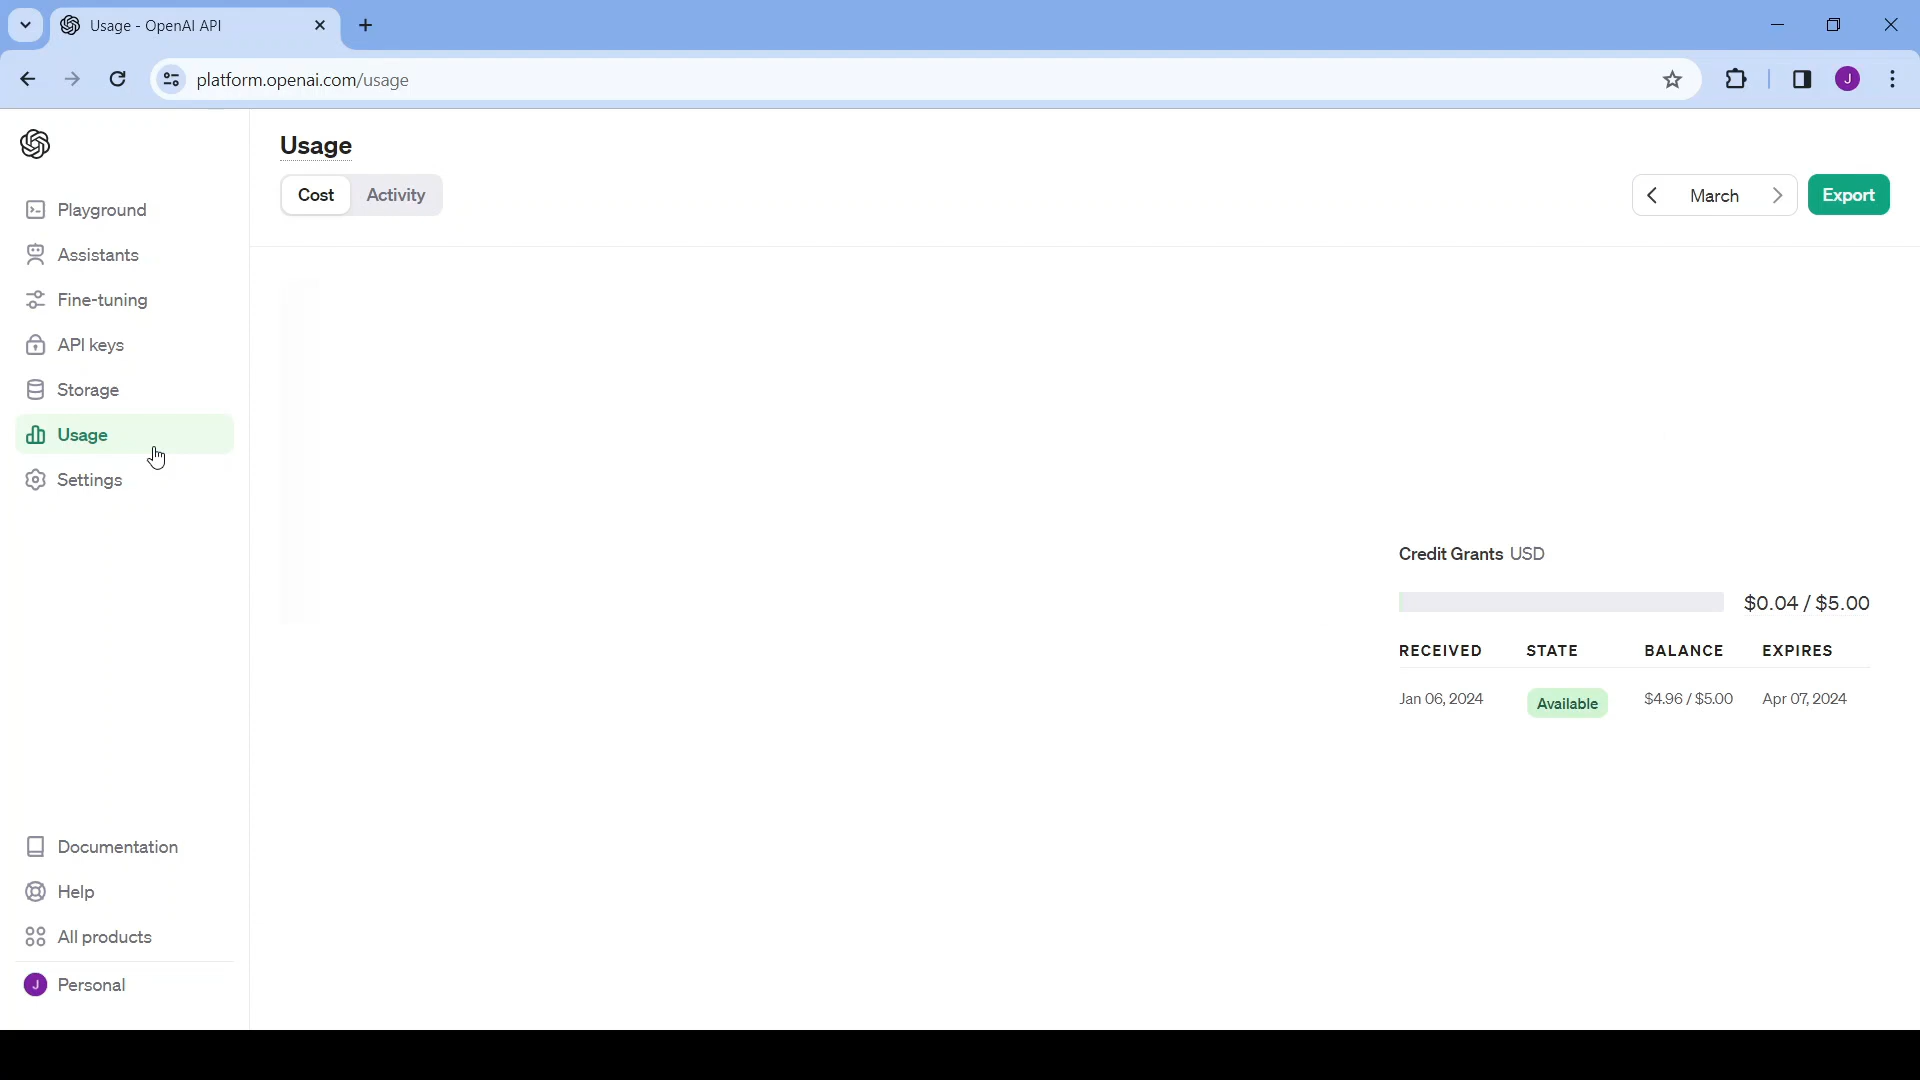 Usage - OpenAI API
platform.openai.com/usage
J
Usage
Cost Activity
March
Export
Playground
Assistants
Fine-tuning
API keys
Storage
Usage
Settings
Credit Grants USD
$0.04 / $5.00
RECEIVED STATE BALANCE EXPIRES
Jan 06, 2024 Available $4.96 / $5.00 Apr 07, 2024
Documentation
Help
All products
J Personal